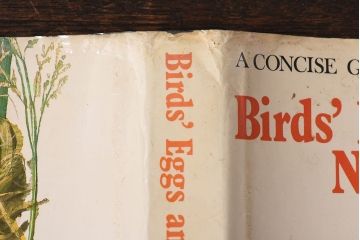 Birds' Eggs an
A CONCISE G
Birds'
N